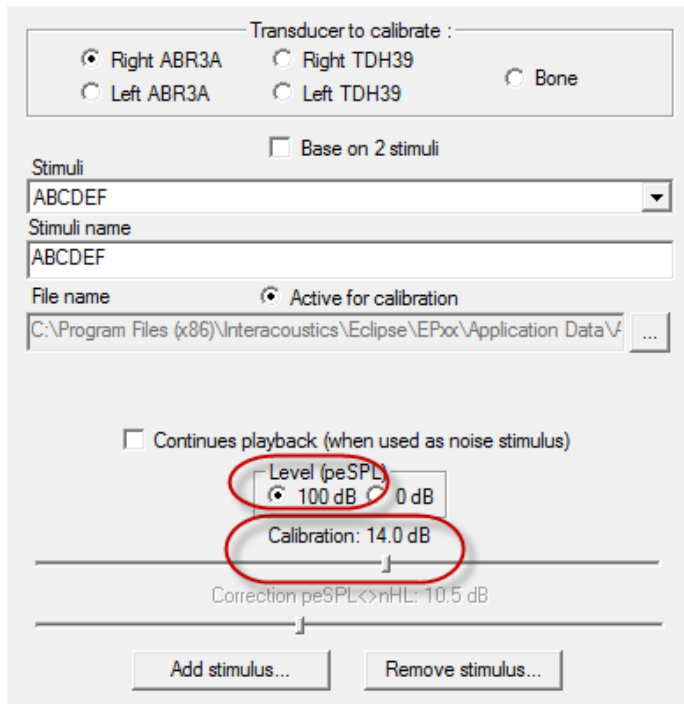 Transducer to calibrate :
Right ABR3A Right TDH39
Bone
Left ABR3A Left TDH39
Base on 2 stimuli
Stimuli
ABCDEF
Stimuli name
ABCDEF
File name Active for calibration
C:\Program Files (x86)\Interacoustics\Eclipse\EPxx\Application Data\A ...
Continues playback (when used as noise stimulus)
Level (peSPL)
100 dB 0 dB
Calibration: 14.0 dB
Correction peSPL<>nHL: 10.5 dB
Add stimulus... Remove stimulus...